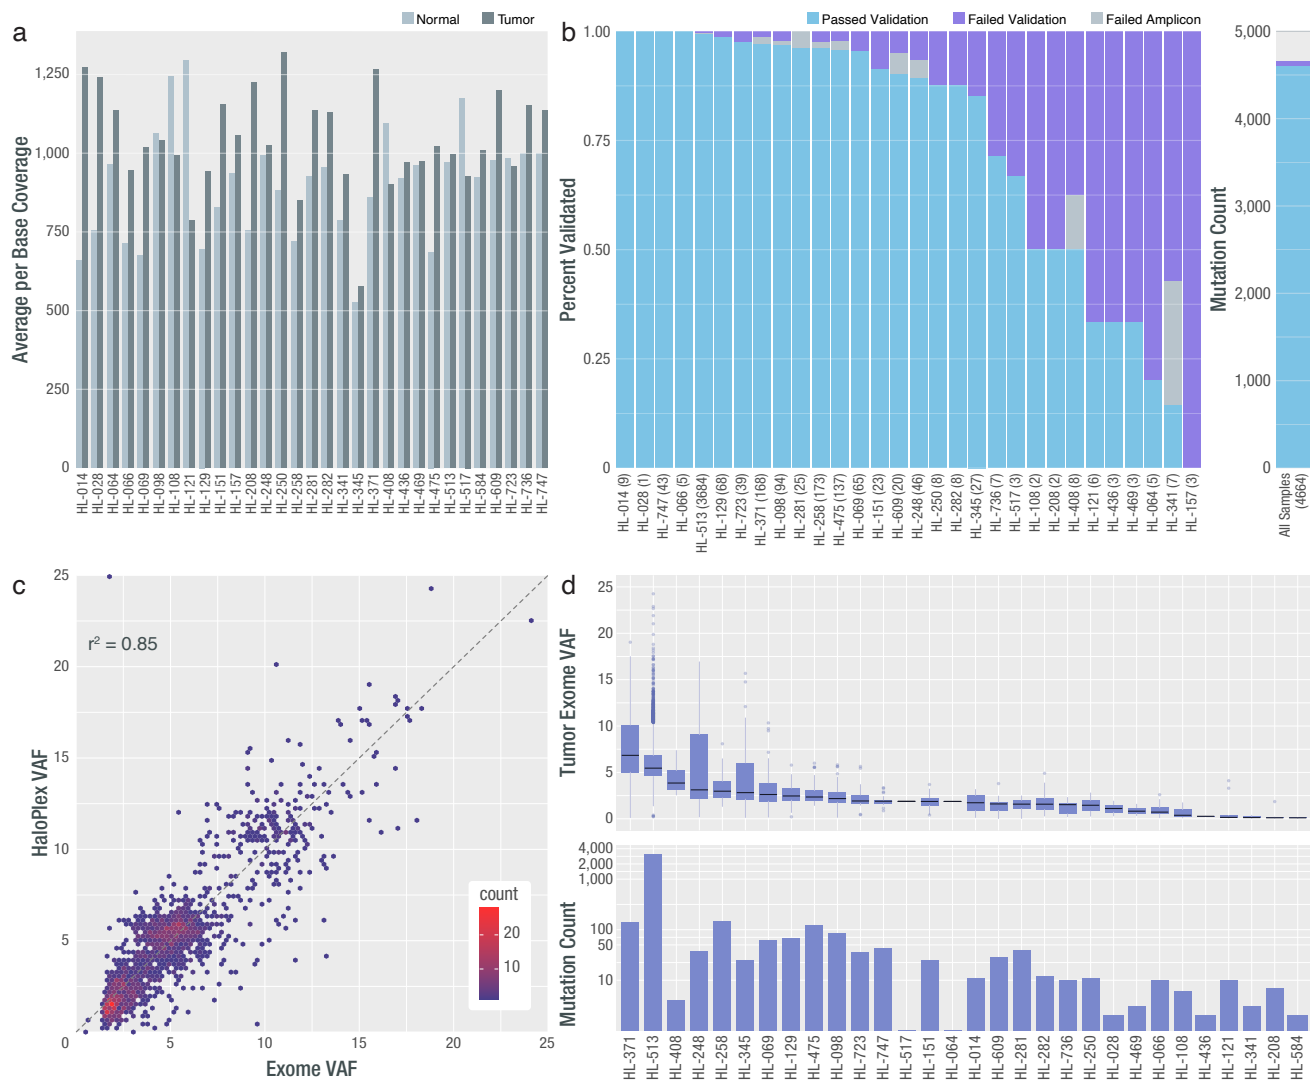 a
Normal
Tumor
Average per Base Coverage
1,250
1,000
750
500
250
0
HL-014
HL-028
HL-064
HL-066
HL-069
HL-098
HL-108
HL-121
HL-129
HL-151
HL-157
HL-208
HL-248
HL-250
HL-258
HL-281
HL-282
HL-341
HL-345
HL-371
HL-408
HL-436
HL-469
HL-475
HL-513
HL-517
HL-584
HL-609
HL-723
HL-736
HL-747
b
Passed Validation
Failed Validation
Failed Amplicon
Percent Validated
1.00
0.75
0.50
0.25
0
HL-014 (9)
HL-028 (1)
HL-747 (43)
HL-066 (5)
HL-513 (3684)
HL-129 (68)
HL-723 (39)
HL-371 (168)
HL-098 (94)
HL-281 (25)
HL-258 (173)
HL-475 (137)
HL-069 (65)
HL-151 (23)
HL-609 (20)
HL-248 (46)
HL-250 (8)
HL-282 (8)
HL-345 (27)
HL-736 (7)
HL-517 (3)
HL-108 (2)
HL-208 (2)
HL-408 (8)
HL-121 (6)
HL-436 (3)
HL-469 (3)
HL-064 (5)
HL-341 (7)
HL-157 (3)
Mutation Count
5,000
4,000
3,000
2,000
1,000
0
All Samples
(4664)
c
HaloPlex VAF
25
20
15
10
5
0
r² = 0.85
count
20
10
0
5
10
15
20
25
Exome VAF
d
Tumor Exome VAF
25
20
15
10
5
0
Mutation Count
4,000
2,000
1,000
100
50
10
HL-371
HL-513
HL-408
HL-248
HL-258
HL-345
HL-069
HL-129
HL-475
HL-098
HL-723
HL-747
HL-517
HL-151
HL-064
HL-014
HL-609
HL-281
HL-282
HL-736
HL-250
HL-028
HL-469
HL-066
HL-108
HL-436
HL-121
HL-341
HL-208
HL-584